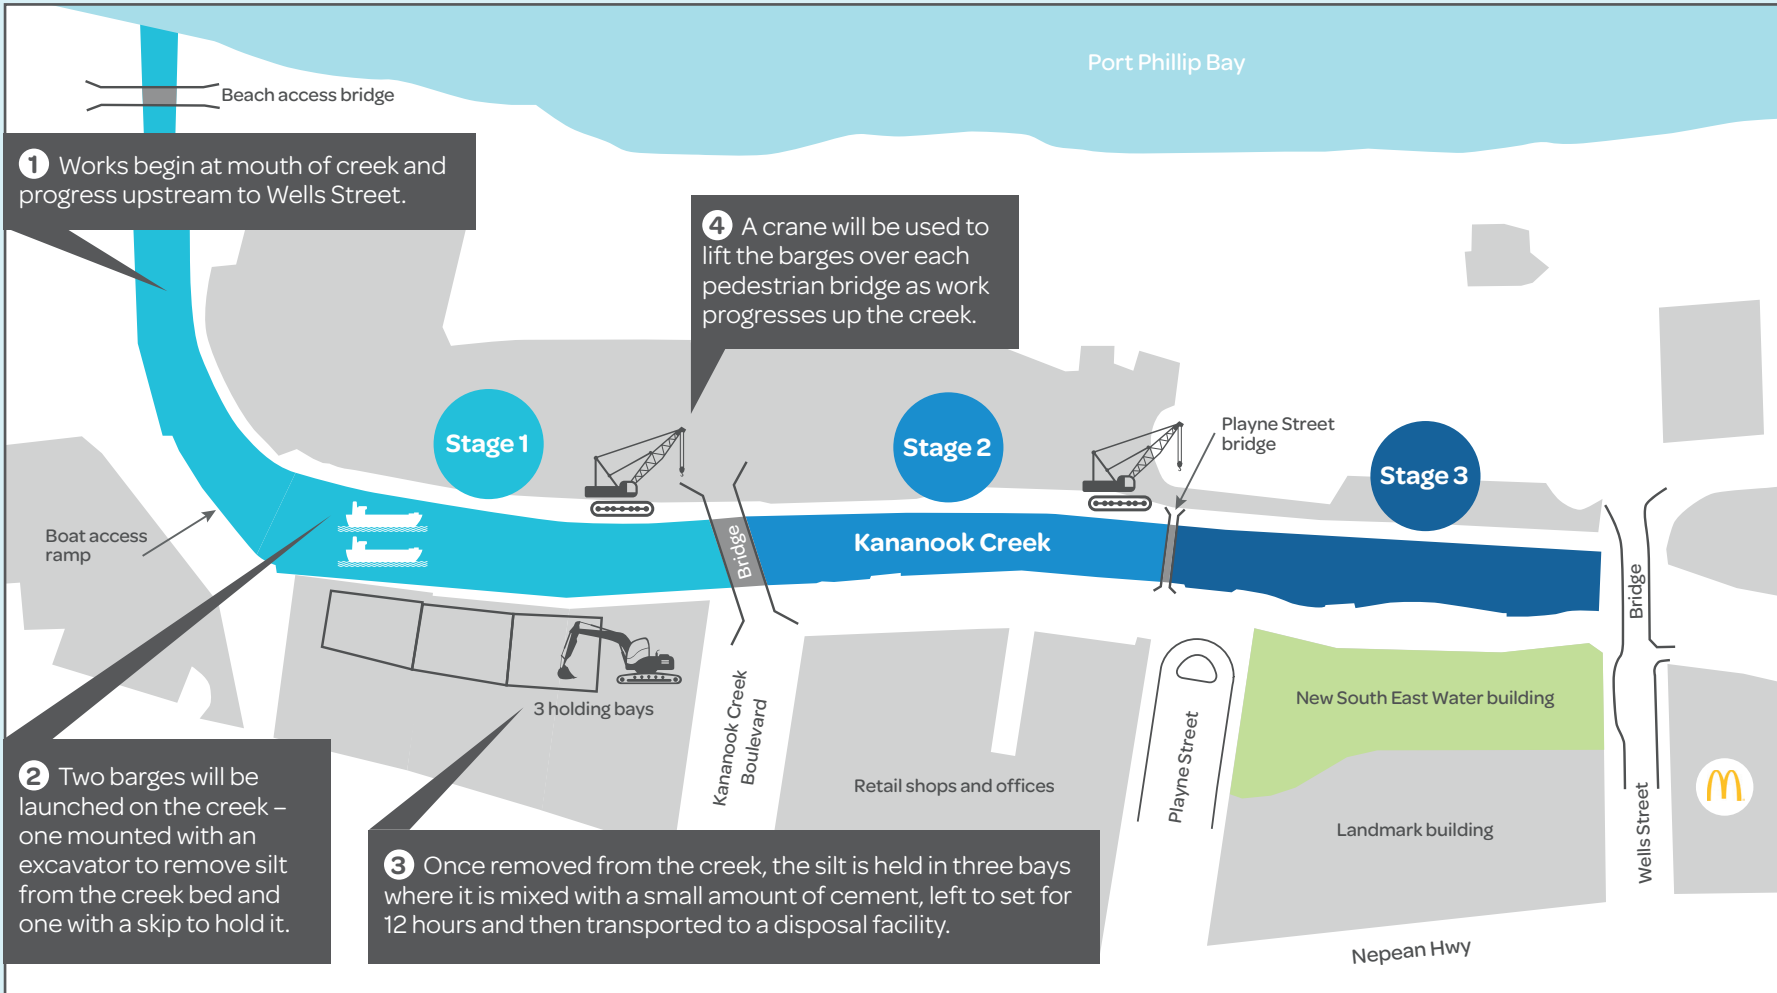 Port Phillip Bay
Beach access bridge
1 Works begin at mouth of creek and
progress upstream to Wells Street.
4 A crane will be used to
lift the barges over each
pedestrian bridge as work
progresses up the creek.
Stage 1
Stage 2
Playne Street
bridge
Stage 3
Boat access
ramp
Bridge
Kananook Creek
Bridge
3 holding bays
Kananook Creek
Boulevard
Retail shops and offices
Playne Street
New South East Water building
Landmark building
Wells Street
2 Two barges will be
launched on the creek –
one mounted with an
excavator to remove silt
from the creek bed and
one with a skip to hold it.
3 Once removed from the creek, the silt is held in three bays
where it is mixed with a small amount of cement, left to set for
12 hours and then transported to a disposal facility.
Nepean Hwy